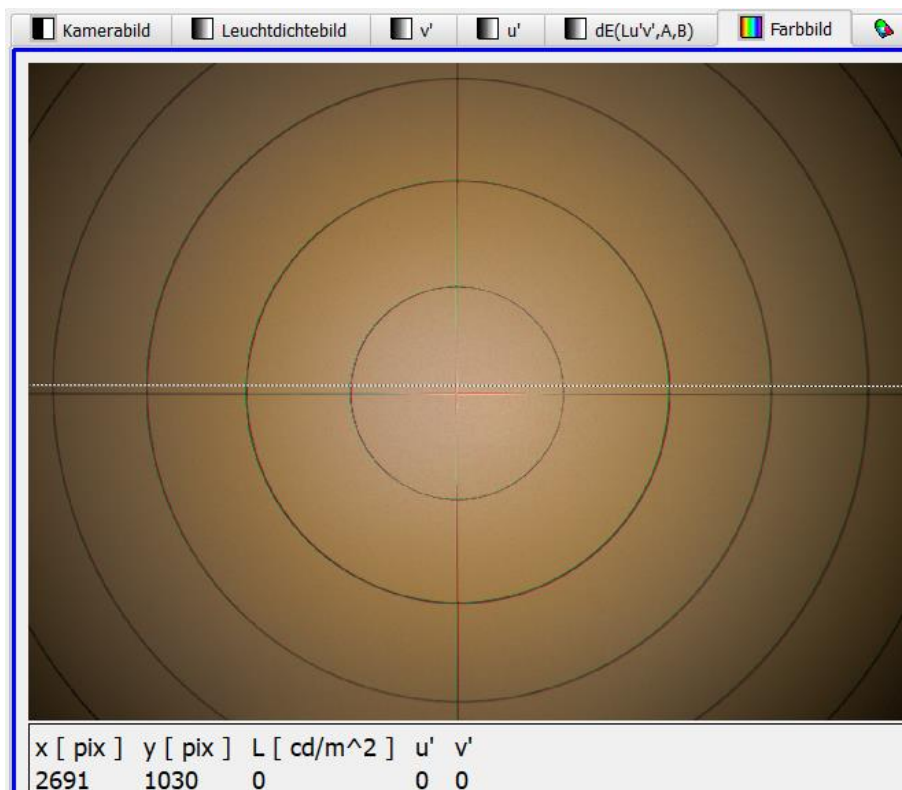 Kamerabild Leuchtdichtebild v' u' dE(Lu'v',A,B) Farbbild
x [ pix ] y [ pix ] L [ cd/m^2 ] u' v'
2691 1030 0 0 0